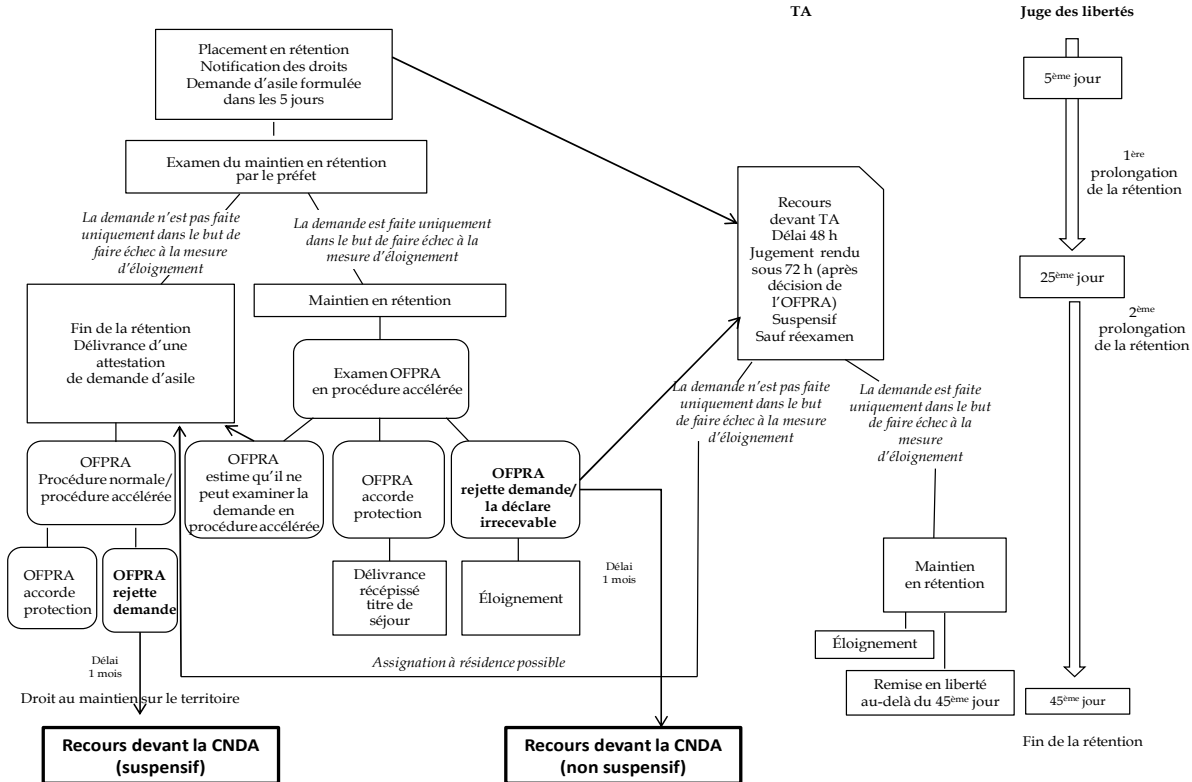 TA
Juge des libertés
Placement en rétention
Notification des droits
Demande d'asile formulée
dans les 5 jours
Examen du maintien en rétention
par le préfet
La demande n'est pas faite
uniquement dans le but de
faire échec à la mesure
d'éloignement
La demande est faite uniquement
dans le but de faire échec à la
mesure d'éloignement
Fin de la rétention
Délivrance d'une
attestation
de demande d'asile
Maintien en rétention
Examen OFPRA
en procédure accélérée
OFPRA
Procédure normale/
procédure accélérée
OFPRA
estime qu'il ne
peut examiner la
demande en
procédure accélérée
OFPRA
accorde
protection
OFPRA
rejette demande/
la déclare
irrecevable
OFPRA
accorde
protection
OFPRA
rejette
demande
Délivrance
récépissé
titre de
séjour
Éloignement
Délai
1 mois
Délai
1 mois
Assignation à résidence possible
Droit au maintien sur le territoire
Recours devant la CNDA
(suspensif)
Recours devant la CNDA
(non suspensif)
Recours
devant TA
Délai 48 h
Jugement rendu
sous 72 h (après
décision de
l'OFPRA)
Suspensif
Sauf réexamen
La demande n'est pas faite
uniquement dans le but
de faire échec à la mesure
d'éloignement
La demande est faite
uniquement dans le but
de faire échec à la
mesure
d'éloignement
Maintien
en rétention
Éloignement
Remise en liberté
au-delà du 45ème jour
5ème jour
1ère
prolongation
de la rétention
25ème jour
2ème
prolongation
de la rétention
45ème jour
Fin de la rétention